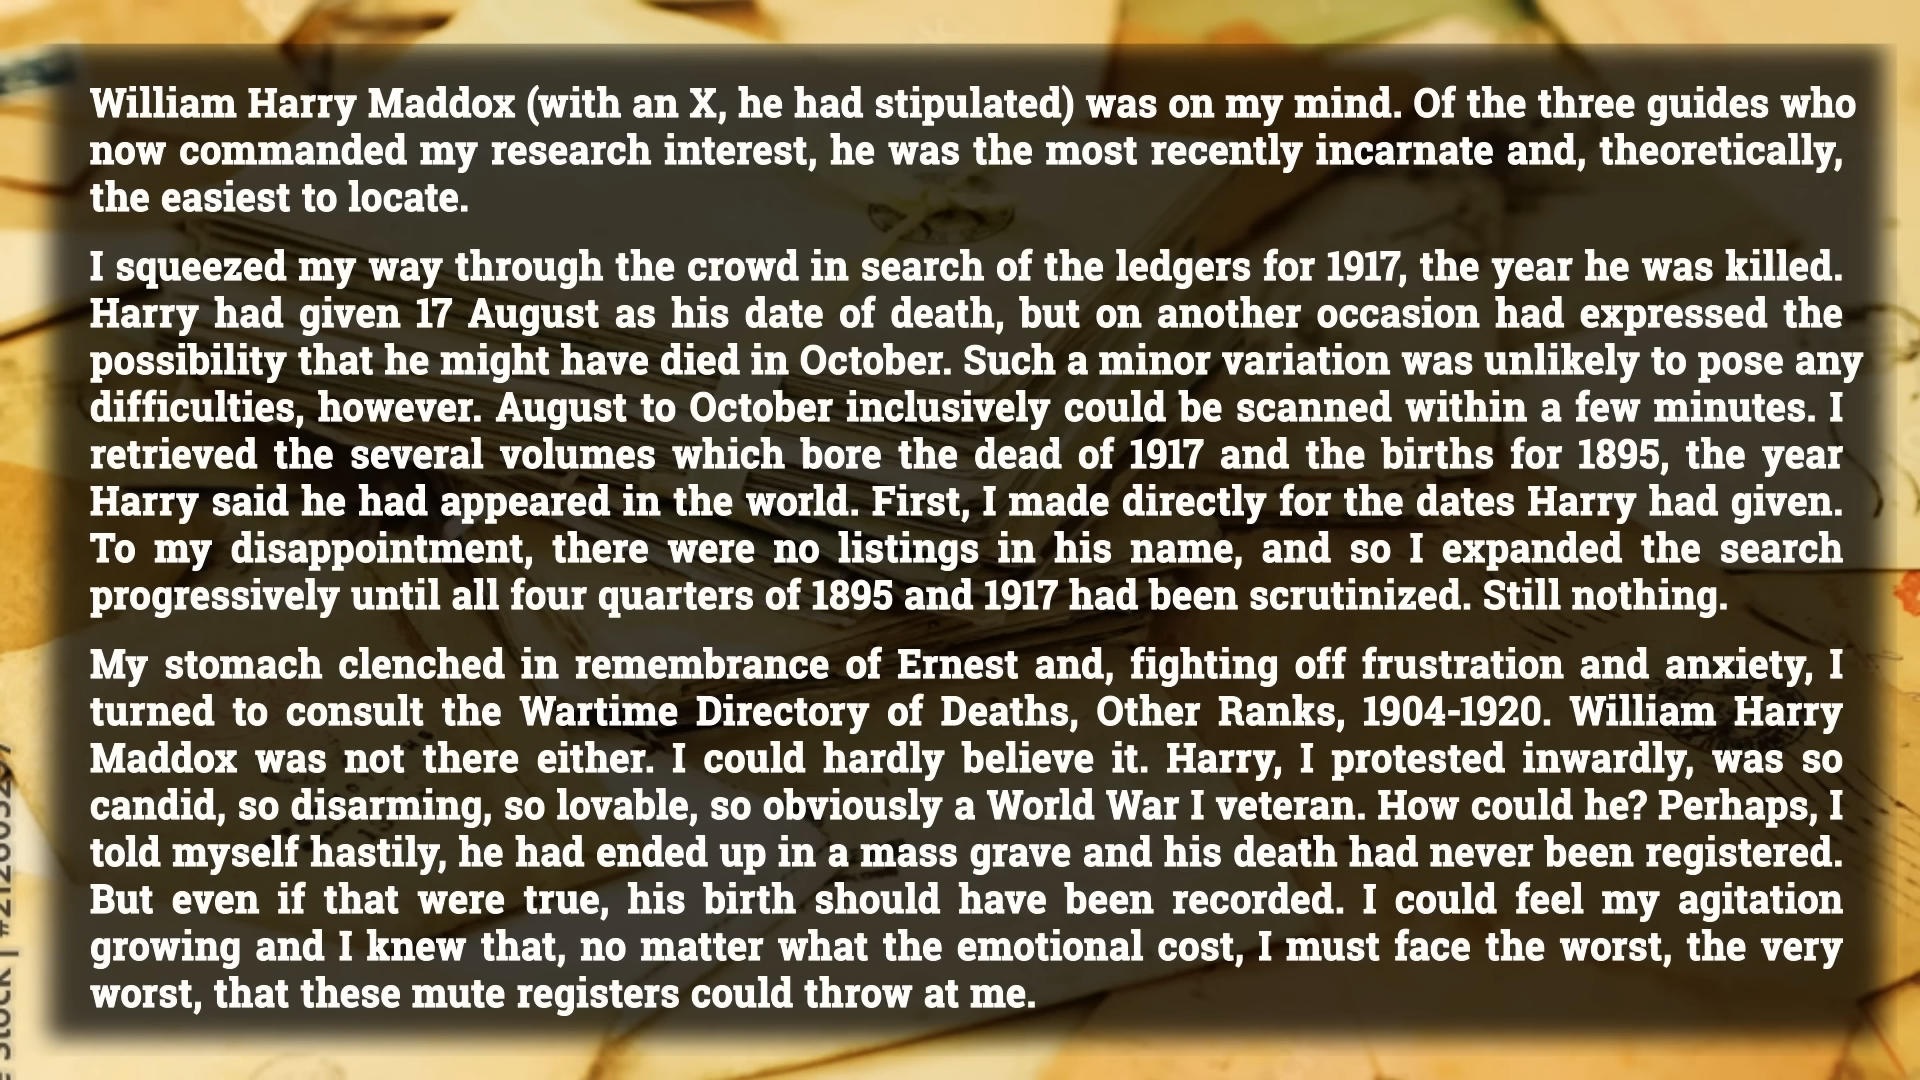 William Harry Maddox (with an X, he had stipulated) was on my mind. Of the three guides who
now commanded my research interest, he was the most recently incarnate and, theoretically,
the easiest to locate.
I squeezed my way through the crowd in search of the ledgers for 1917, the year he was killed.
Harry had given 17 August as his date of death, but on another occasion had expressed the
possibility that he might have died in October. Such a minor variation was unlikely to pose any
difficulties, however. August to October inclusively could be scanned within a few minutes. I
retrieved the several volumes which bore the dead of 1917 and the births for 1895, the year
Harry said he had appeared in the world. First, I made directly for the dates Harry had given.
To my disappointment, there were no listings in his name, and so I expanded the search
progressively until all four quarters of 1895 and 1917 had been scrutinized. Still nothing.
My stomach clenched in remembrance of Ernest and, fighting off frustration and anxiety, I
turned to consult the Wartime Directory of Deaths, Other Ranks, 1904-1920. William Harry
Maddox was not there either. I could hardly believe it. Harry, I protested inwardly, was so
candid, so disarming, so lovable, so obviously a World War I veteran. How could he? Perhaps, I
told myself hastily, he had ended up in a mass grave and his death had never been registered.
But even if that were true, his birth should have been recorded. I could feel my agitation
growing and I knew that, no matter what the emotional cost, I must face the worst, the very
worst, that these mute registers could throw at me.
Stock | #